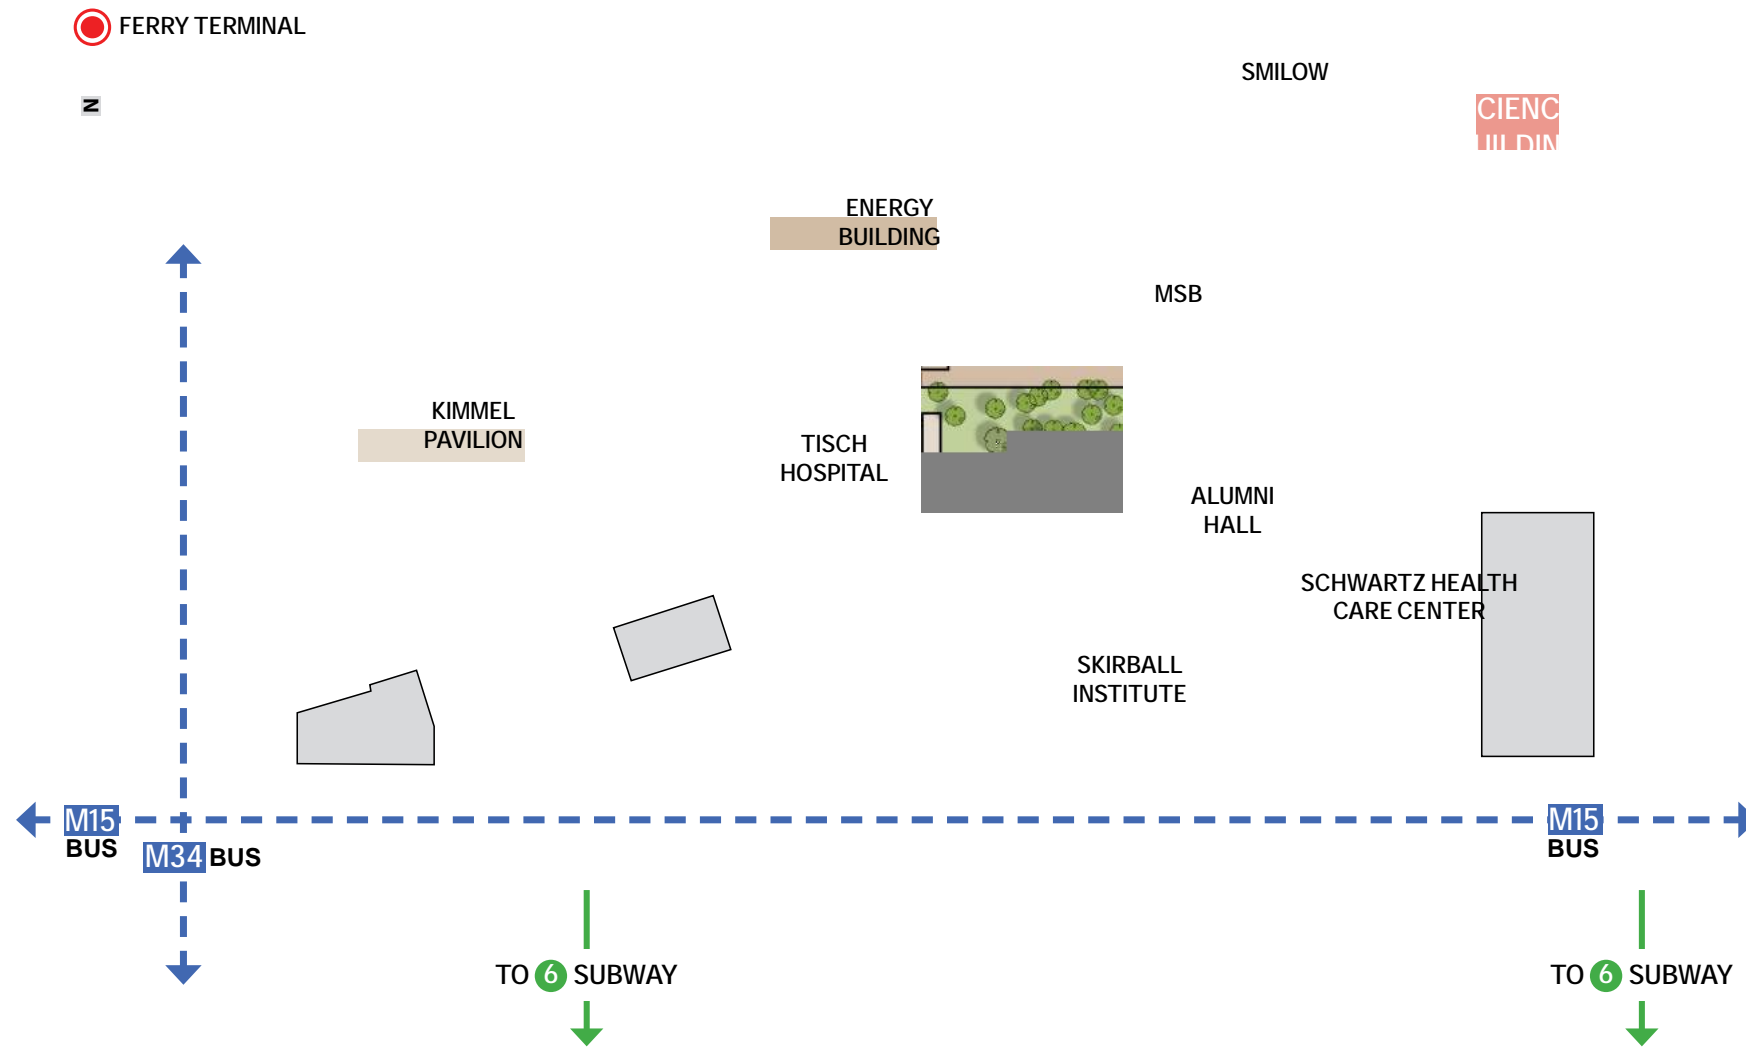 FERRY TERMINAL
SMILOW
N
CIENC
UILDIN
ENERGY
BUILDING
MSB
KIMMEL
PAVILION
TISCH
HOSPITAL
ALUMNI
HALL
SCHWARTZ HEALTH
CARE CENTER
SKIRBALL
INSTITUTE
M15
BUS
M34 BUS
M15
BUS
TO 6 SUBWAY
TO 6 SUBWAY